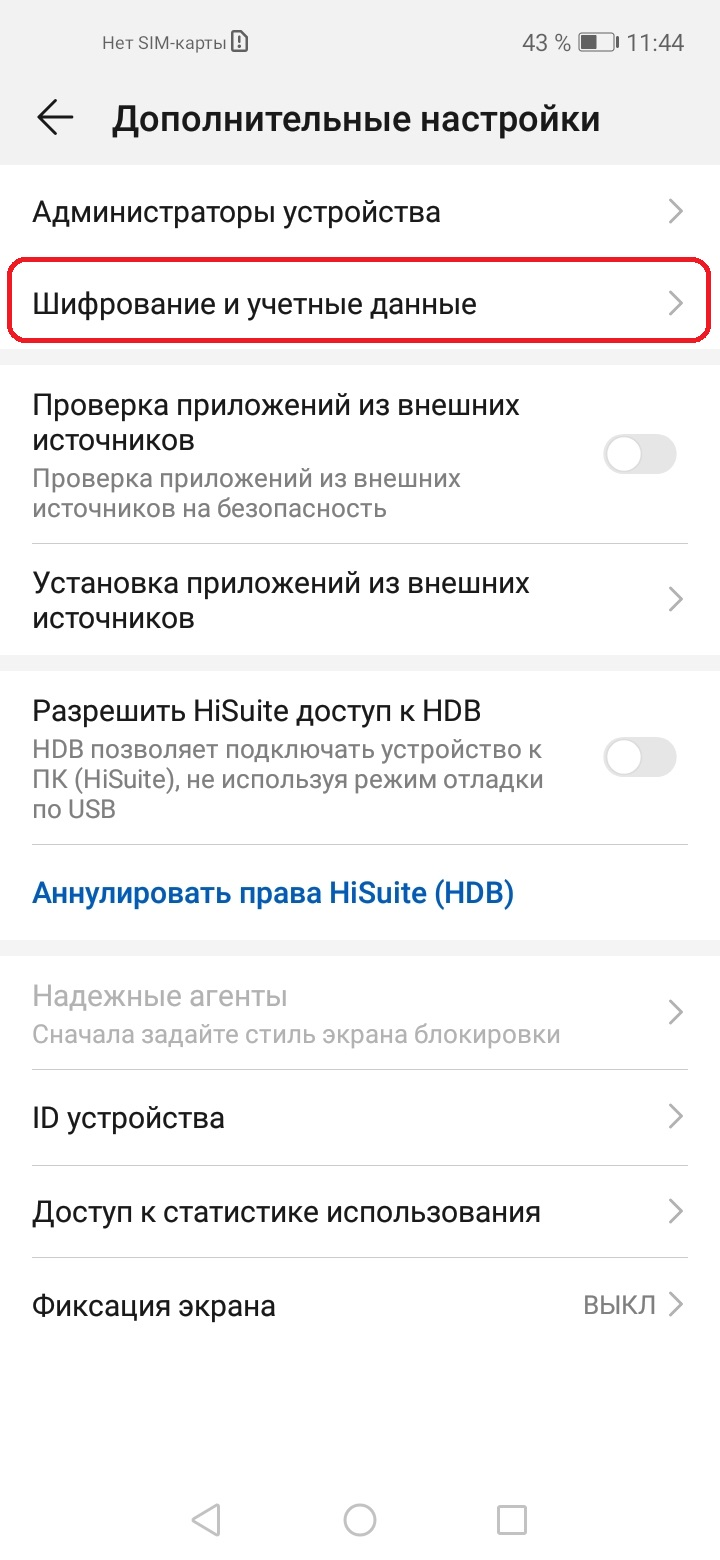 Нет SIM-карты
43 % 11:44
Дополнительные настройки
Администраторы устройства
Шифрование и учетные данные
Проверка приложений из внешних
источников
Проверка приложений из внешних
источников на безопасность
Установка приложений из внешних
источников
Разрешить HiSuite доступ к HDB
HDB позволяет подключать устройство к
ПК (HiSuite), не используя режим отладки
по USB
Аннулировать права HiSuite (HDB)
Надежные агенты
Сначала задайте стиль экрана блокировки
ID устройства
Доступ к статистике использования
Фиксация экрана
ВЫКЛ